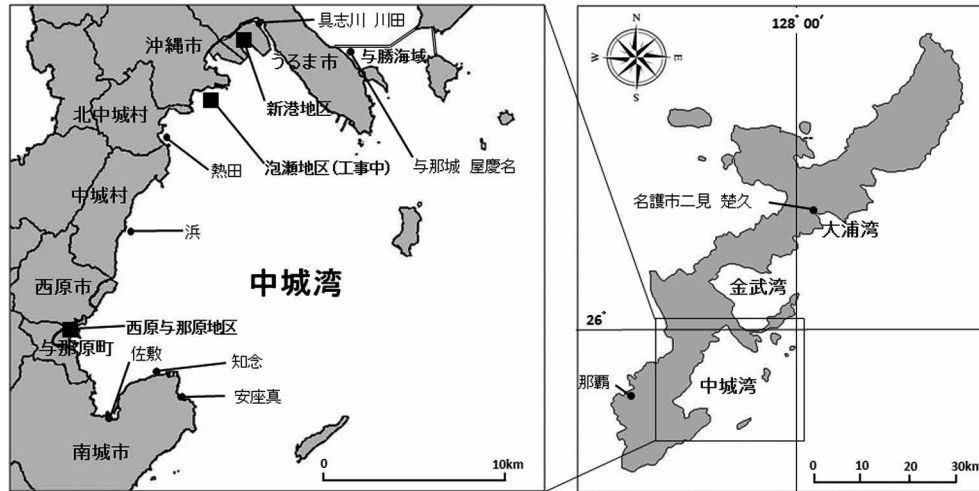 具志川 川田
沖縄市
うるま市
与勝海域
新港地区
北中城村
泡瀬地区(工事中)
与那城 屋慶名
熱田
中城村
浜
中城湾
西原市
西原与那原地区
与那原町
佐敷
知念
安座真
南城市
0
10km
128°00′
N
E
S
W
名護市二見 楚久
大浦湾
金武湾
26°
中城湾
那覇
0
10
20
30km